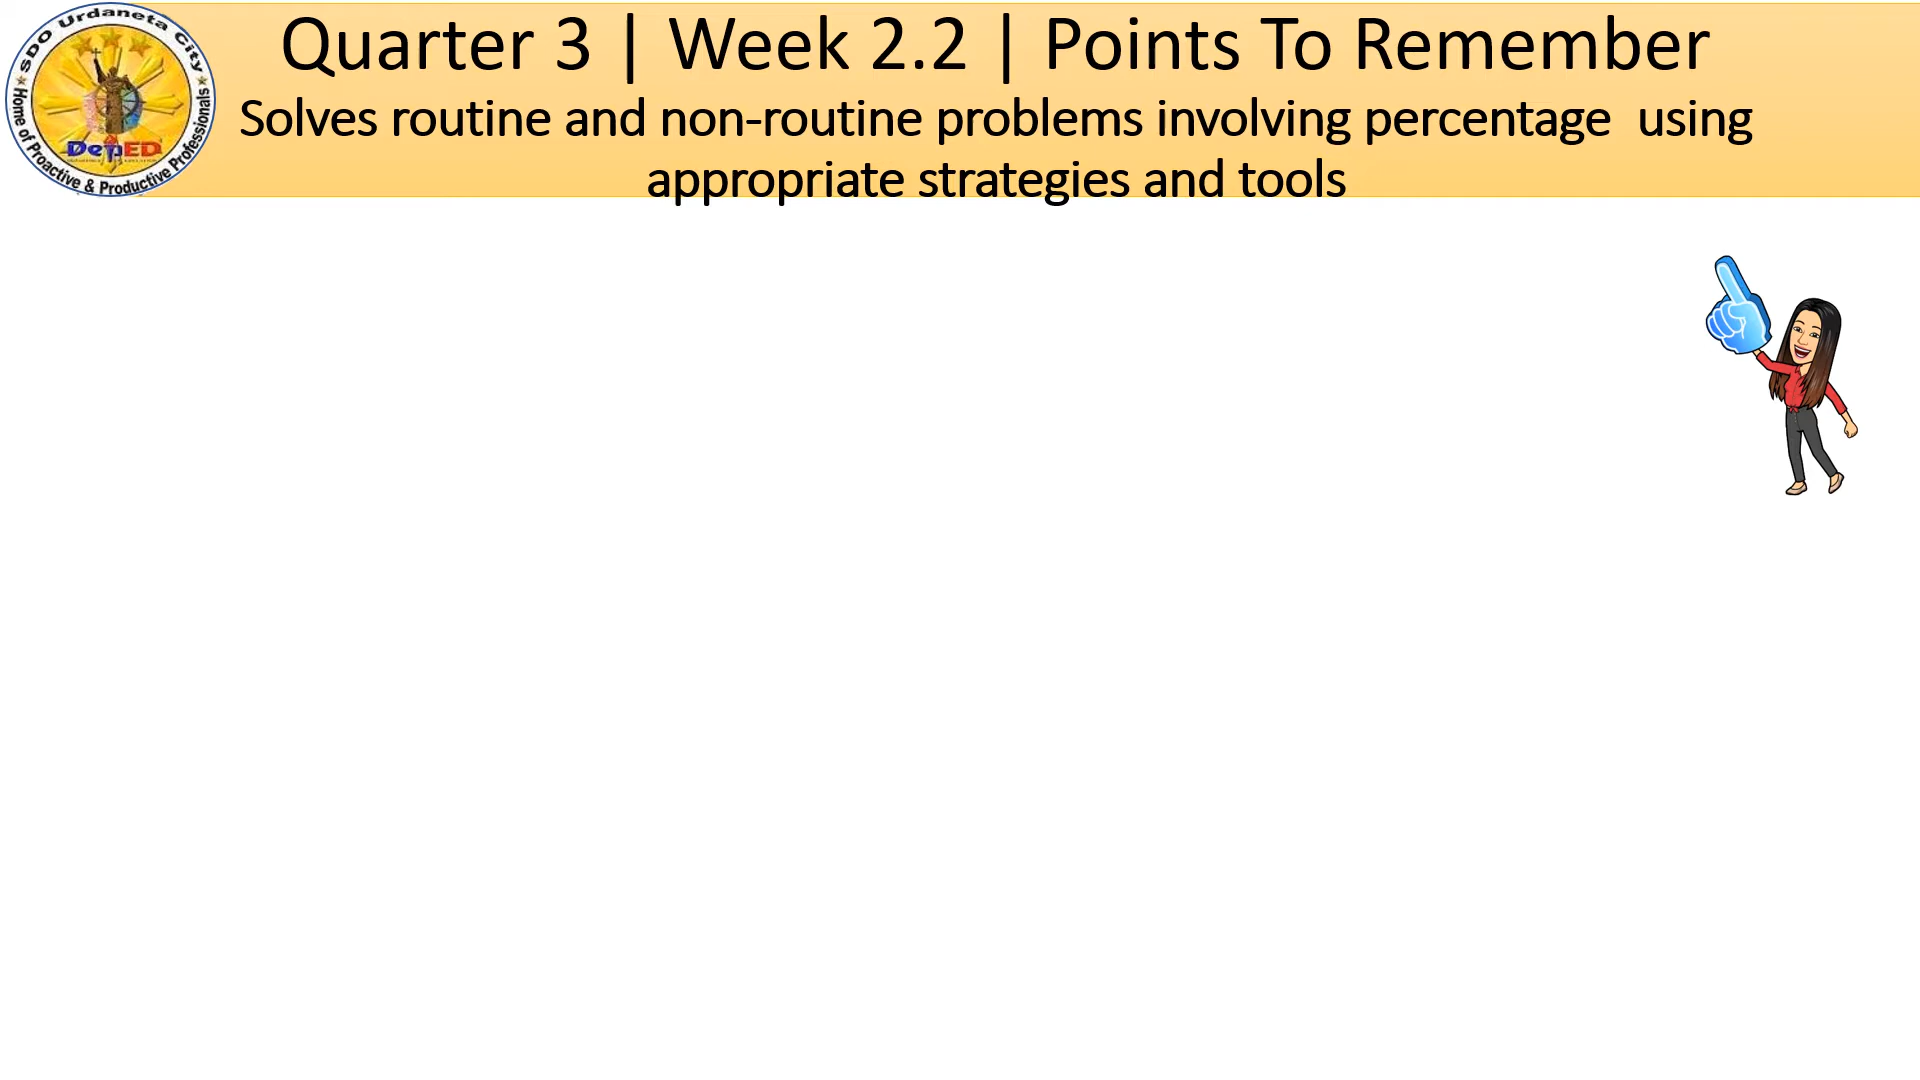 SDO Urdaneta City
Home of Proactive & Productive Professionals
DepED
Quarter 3 | Week 2.2 | Points To Remember
Solves routine and non-routine problems involving percentage  using
appropriate strategies and tools